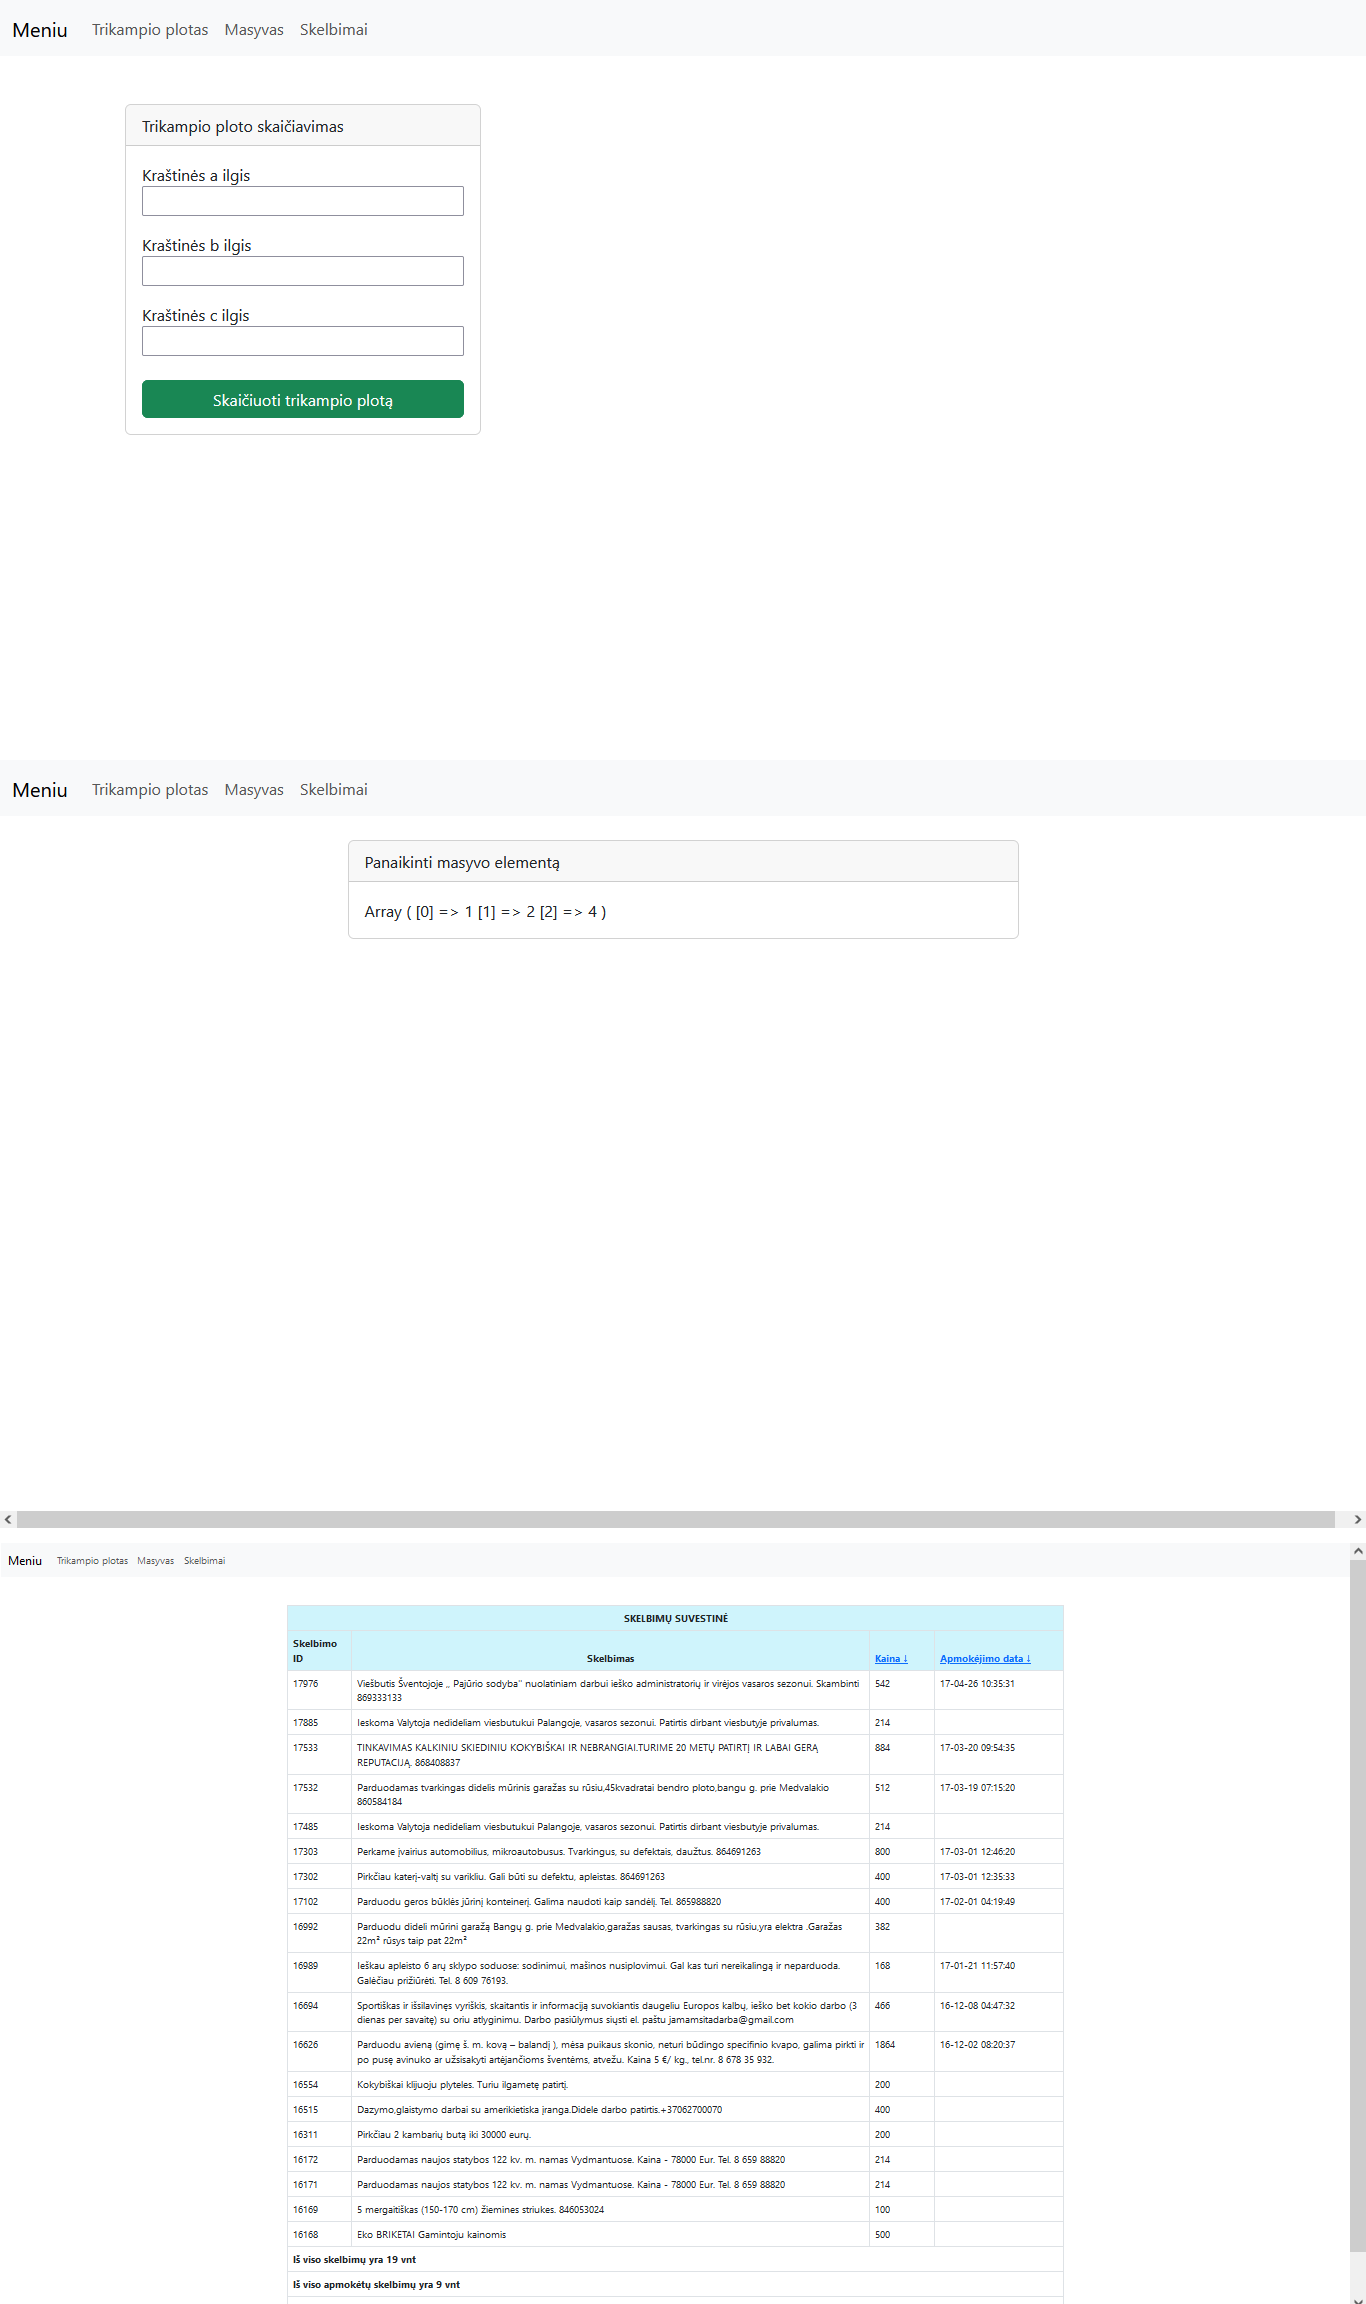 Meniu Trikampio plotas Masyvas Skelbimai
Trikampio ploto skaičiavimas
Kraštinės a ilgis
Kraštinės b ilgis
Kraštinės c ilgis
Skaičiuoti trikampio plotą
Meniu Trikampio plotas Masyvas Skelbimai
Panaikinti masyvo elementą
Array ( [0] => 1 [1] => 2 [2] => 4 )
Meniu Trikampio plotas Masyvas Skelbimai
SKELBIMŲ SUVESTINĖ
Skelbimo
ID Skelbimas Kaina ↓ Apmokėjimo data ↓
17976 Viešbutis Šventojoje ,, Pajūrio sodyba" nuolatiniam darbui ieško administratorių ir virėjos vasaros sezonui. Skambinti 542 17-04-26 10:35:31
869333133
17885 Ieskoma Valytoja nedideliam viesbutukui Palangoje, vasaros sezonui. Patirtis dirbant viesbutyje privalumas. 214
17533 TINKAVIMAS KALKINIU SKIEDINIU KOKYBIŠKAI IR NEBRANGIAI.TURIME 20 METŲ PATIRTĮ IR LABAI GERĄ 884 17-03-20 09:54:35
REPUTACIJĄ. 868408837
17532 Parduodamas tvarkingas didelis mūrinis garažas su rūsiu,45kvadratai bendro ploto,bangu g. prie Medvalakio 512 17-03-19 07:15:20
860584184
17485 Ieskoma Valytoja nedideliam viesbutukui Palangoje, vasaros sezonui. Patirtis dirbant viesbutyje privalumas. 214
17303 Perkame įvairius automobilius, mikroautobusus. Tvarkingus, su defektais, daužtus. 864691263 800 17-03-01 12:46:20
17302 Pirkčiau katerį-valtį su varikliu. Gali būti su defektu, apleistas. 864691263 400 17-03-01 12:35:33
17102 Parduodu geros būklės jūrinį konteinerį. Galima naudoti kaip sandėlį. Tel. 865988820 400 17-02-01 04:19:49
16992 Parduodu dideli mūrini garažą Bangų g. prie Medvalakio,garažas sausas, tvarkingas su rūsiu,yra elektra .Garažas 382
22m² rūsys taip pat 22m²
16989 Ieškau apleisto 6 arų sklypo soduose: sodinimui, mašinos nusiplovimui. Gal kas turi nereikalingą ir neparduoda. 168 17-01-21 11:57:40
Galėčiau prižiūrėti. Tel. 8 609 76193.
16694 Sportiškas ir išsilavinęs vyriškis, skaitantis ir informaciją suvokiantis daugeliu Europos kalbų, ieško bet kokio darbo (3 466 16-12-08 04:47:32
dienas per savaitę) su oriu atlyginimu. Darbo pasiūlymus siųsti el. paštu jamamsitadarba@gmail.com
16626 Parduodu avieną (gimę š. m. kovą – balandį ), mėsa puikaus skonio, neturi būdingo specifinio kvapo, galima pirkti ir 1864 16-12-02 08:20:37
po pusę avinuko ar užsisakyti artėjančioms šventėms, atvežu. Kaina 5 €/ kg., tel.nr. 8 678 35 932.
16554 Kokybiškai klijuoju plyteles. Turiu ilgametę patirtį. 200
16515 Dazymo,glaistymo darbai su amerikietiska įranga.Didele darbo patirtis.+37062700070 400
16311 Pirkčiau 2 kambarių butą iki 30000 eurų. 200
16172 Parduodamas naujos statybos 122 kv. m. namas Vydmantuose. Kaina - 78000 Eur. Tel. 8 659 88820 214
16171 Parduodamas naujos statybos 122 kv. m. namas Vydmantuose. Kaina - 78000 Eur. Tel. 8 659 88820 214
16169 5 mergaitiškas (150-170 cm) žiemines striukes. 846053024 100
16168 Eko BRIKETAI Gamintoju kainomis 500
Iš viso skelbimų yra 19 vnt
Iš viso apmokėtų skelbimų yra 9 vnt